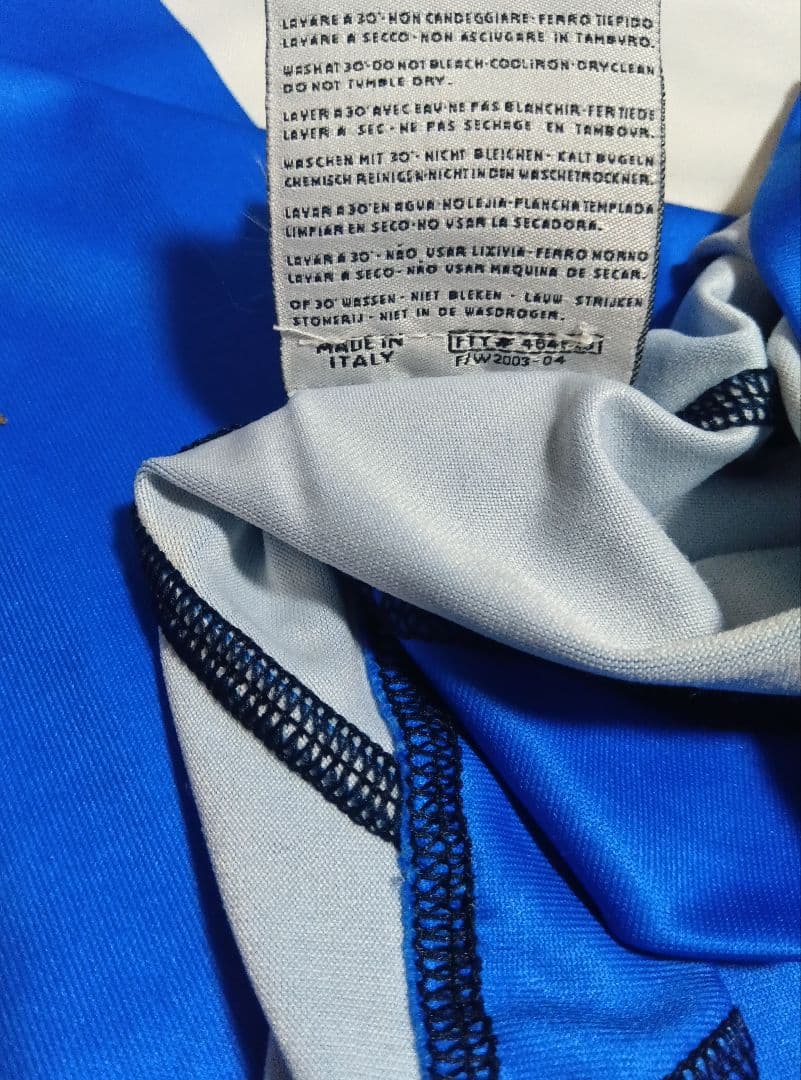 LAVARE A 30°·NON CANDEGGIARE·FERRO TIEPIDO
LAVARE A SECCO·NON ASCIUGARE IN TAMBURO.
WASH AT 30°·DO NOT BLEACH·COOL IRON·DRYCLEAN
DO NOT TUMBLE DRY.
LAVER A 30°AVEC EAU·NE PAS BLANCHIR·FER TIEDE
LAVER A SEC·NE PAS SECHAGE EN TAMBOUR.
WASCHEN MIT 30°· NICHT BLEICHEN· KALT BUGELN
CHEMISCH REINIGEN·NICHT IN DEN WASCHETROCKNER.
LAVAR A 30°EN AGUA·NO LEJIA·PLANCHA TEMPLADA
LIMPIAR EN SECO·NO USAR LA SECADORA.
LAVAR A 30°·NÃO USAR LIXIVIA·FERRO MORNO
LAVAR A SECO·NÃO USAR MAQUINA DE SECAR.
OP 30°WASSEN·NIET BLEKEN·LAUW STRIJKEN
STOMERIJ·NIET IN DE WASDROGER.
MADE IN
ITALY
FTY#
F/W2003-04